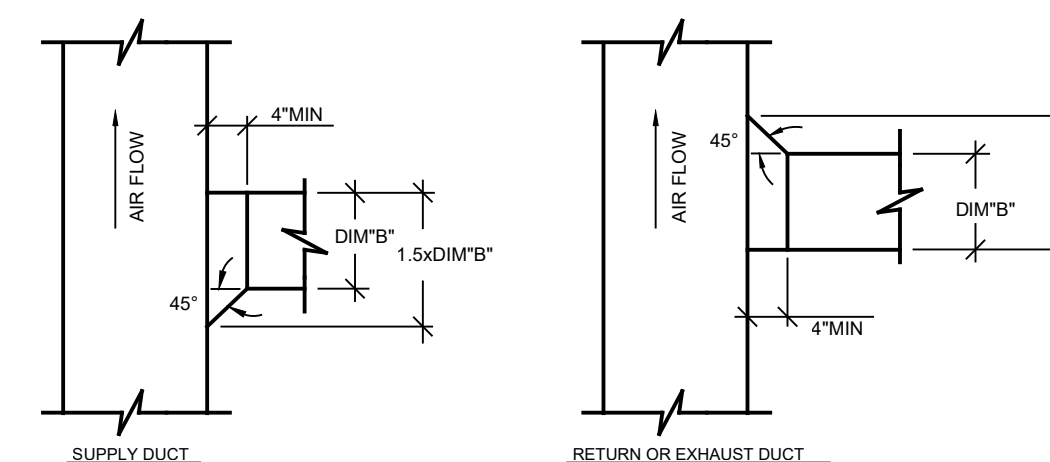 4"MIN
AIR FLOW
DIM"B"
1.5xDIM"B"
45°
SUPPLY DUCT
45°
AIR FLOW
DIM"B"
4"MIN
RETURN OR EXHAUST DUCT